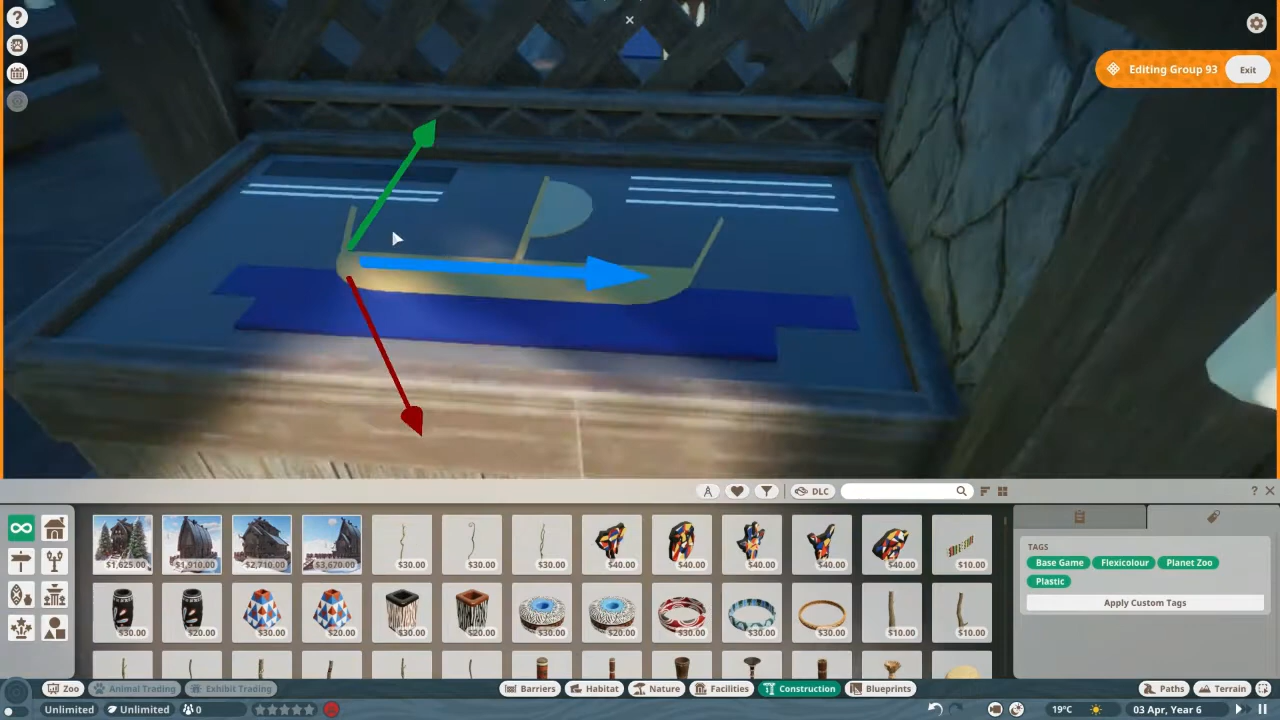 ?
Editing Group 93
Exit
DLC
?
$1,625.00 $1,910.00 $2,710.00 $3,670.00 $30.00 $30.00 $30.00 $40.00 $40.00 $40.00 $40.00 $40.00 $10.00
$30.00 $20.00 $30.00 $20.00 $30.00 $20.00 $30.00 $20.00 $30.00 $30.00 $30.00 $10.00 $10.00
TAGS
Base Game Flexicolour Planet Zoo
Plastic
Apply Custom Tags
Zoo Animal Trading Exhibit Trading Barriers Habitat Nature Facilities Construction Blueprints Paths Terrain
Unlimited Unlimited 0 19°C 03 Apr, Year 6